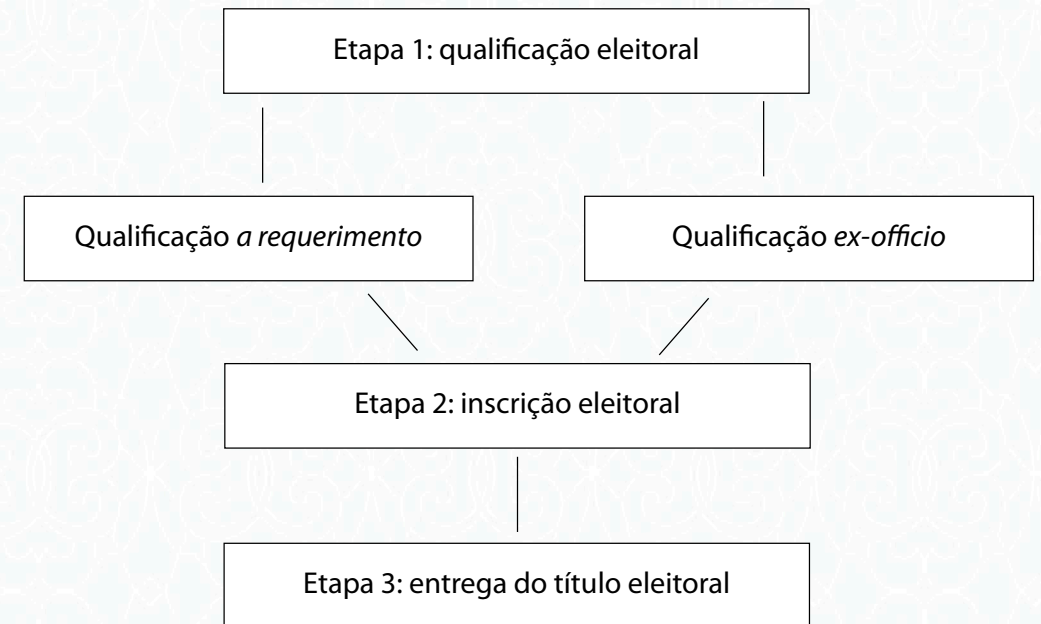 Etapa 1: qualificação eleitoral
Qualificação a requerimento
Qualificação ex-officio
Etapa 2: inscrição eleitoral
Etapa 3: entrega do título eleitoral